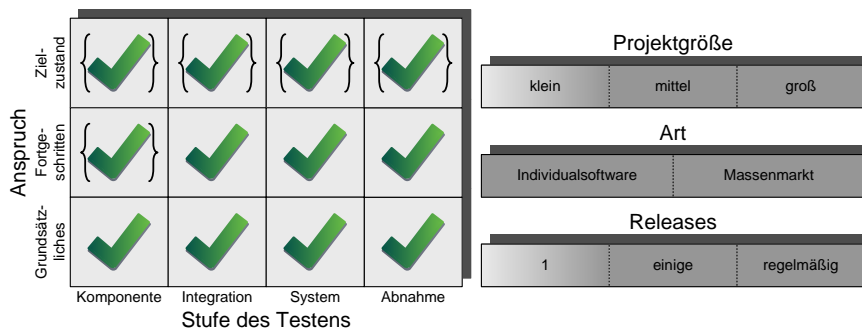 Anspruch
Ziel-
zustand
Fortge-
schritten
Grundsätz-
liches
Komponente Integration System Abnahme
Stufe des Testens
Projektgröße
klein mittel groß
Art
Individualsoftware Massenmarkt
Releases
1 einige regelmäßig